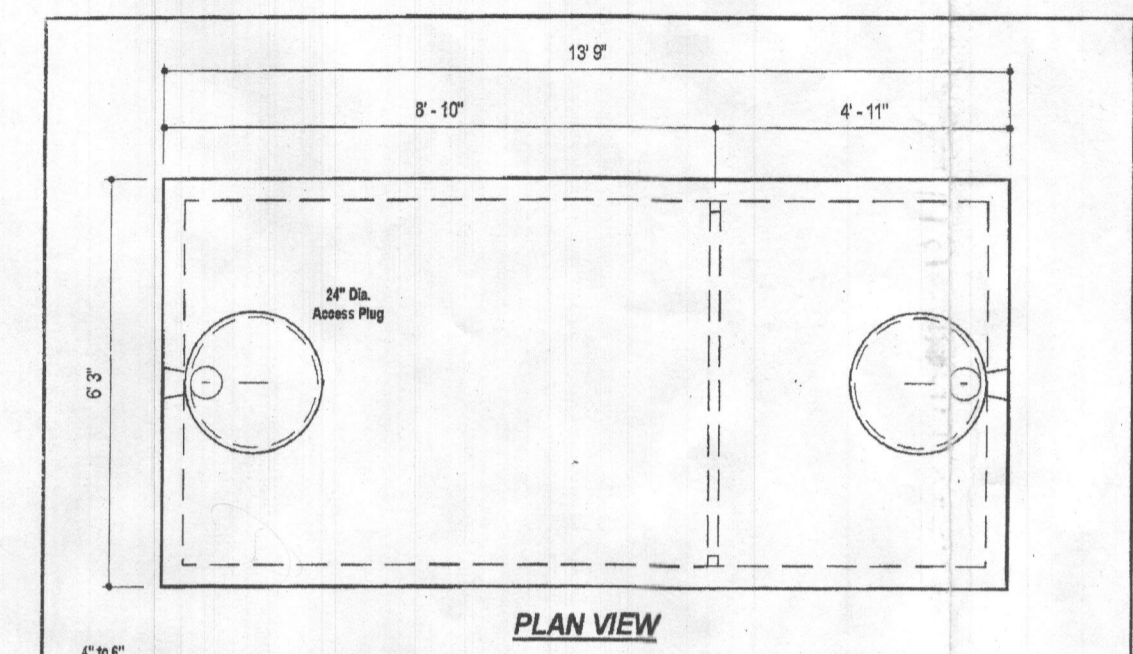 13' 9"
8' - 10"
4' - 11"
24" Dia.
Access Plug
6' 3"
PLAN VIEW
4" to 6"